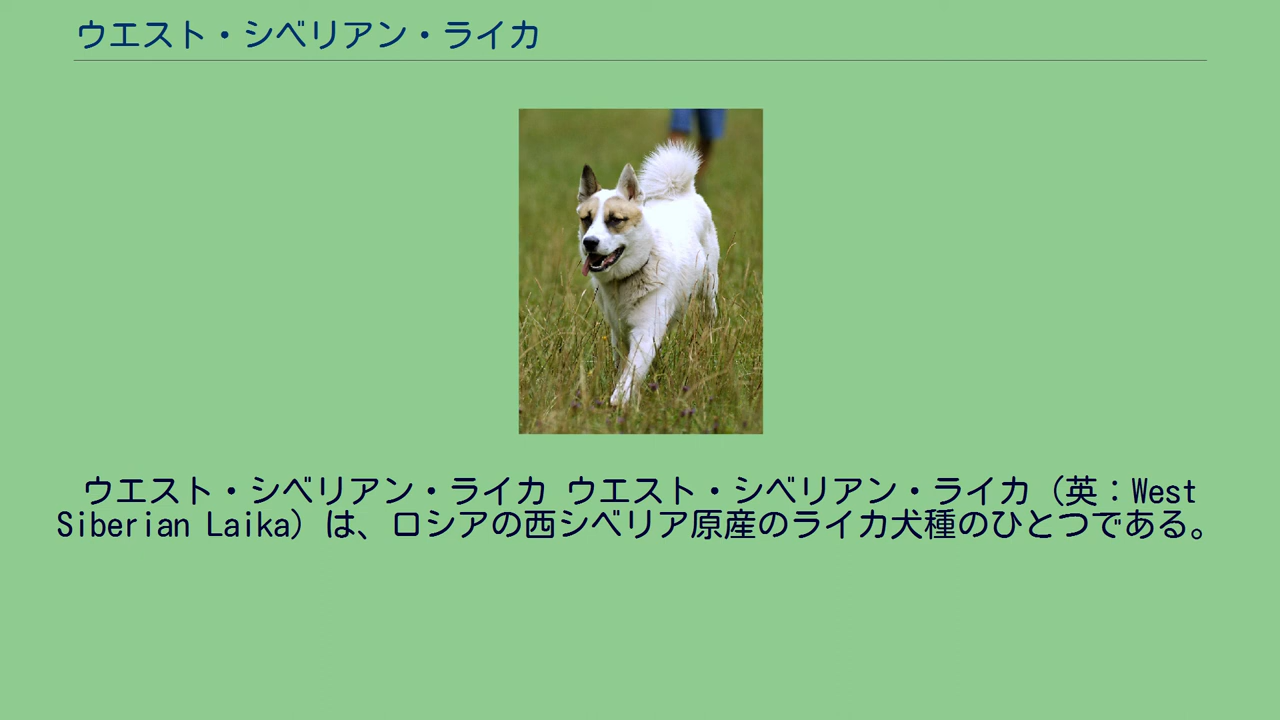 ウエスト・シベリアン・ライカ
ウエスト・シベリアン・ライカ ウエスト・シベリアン・ライカ（英：West
Siberian Laika）は、ロシアの西シベリア原産のライカ犬種のひとつである。